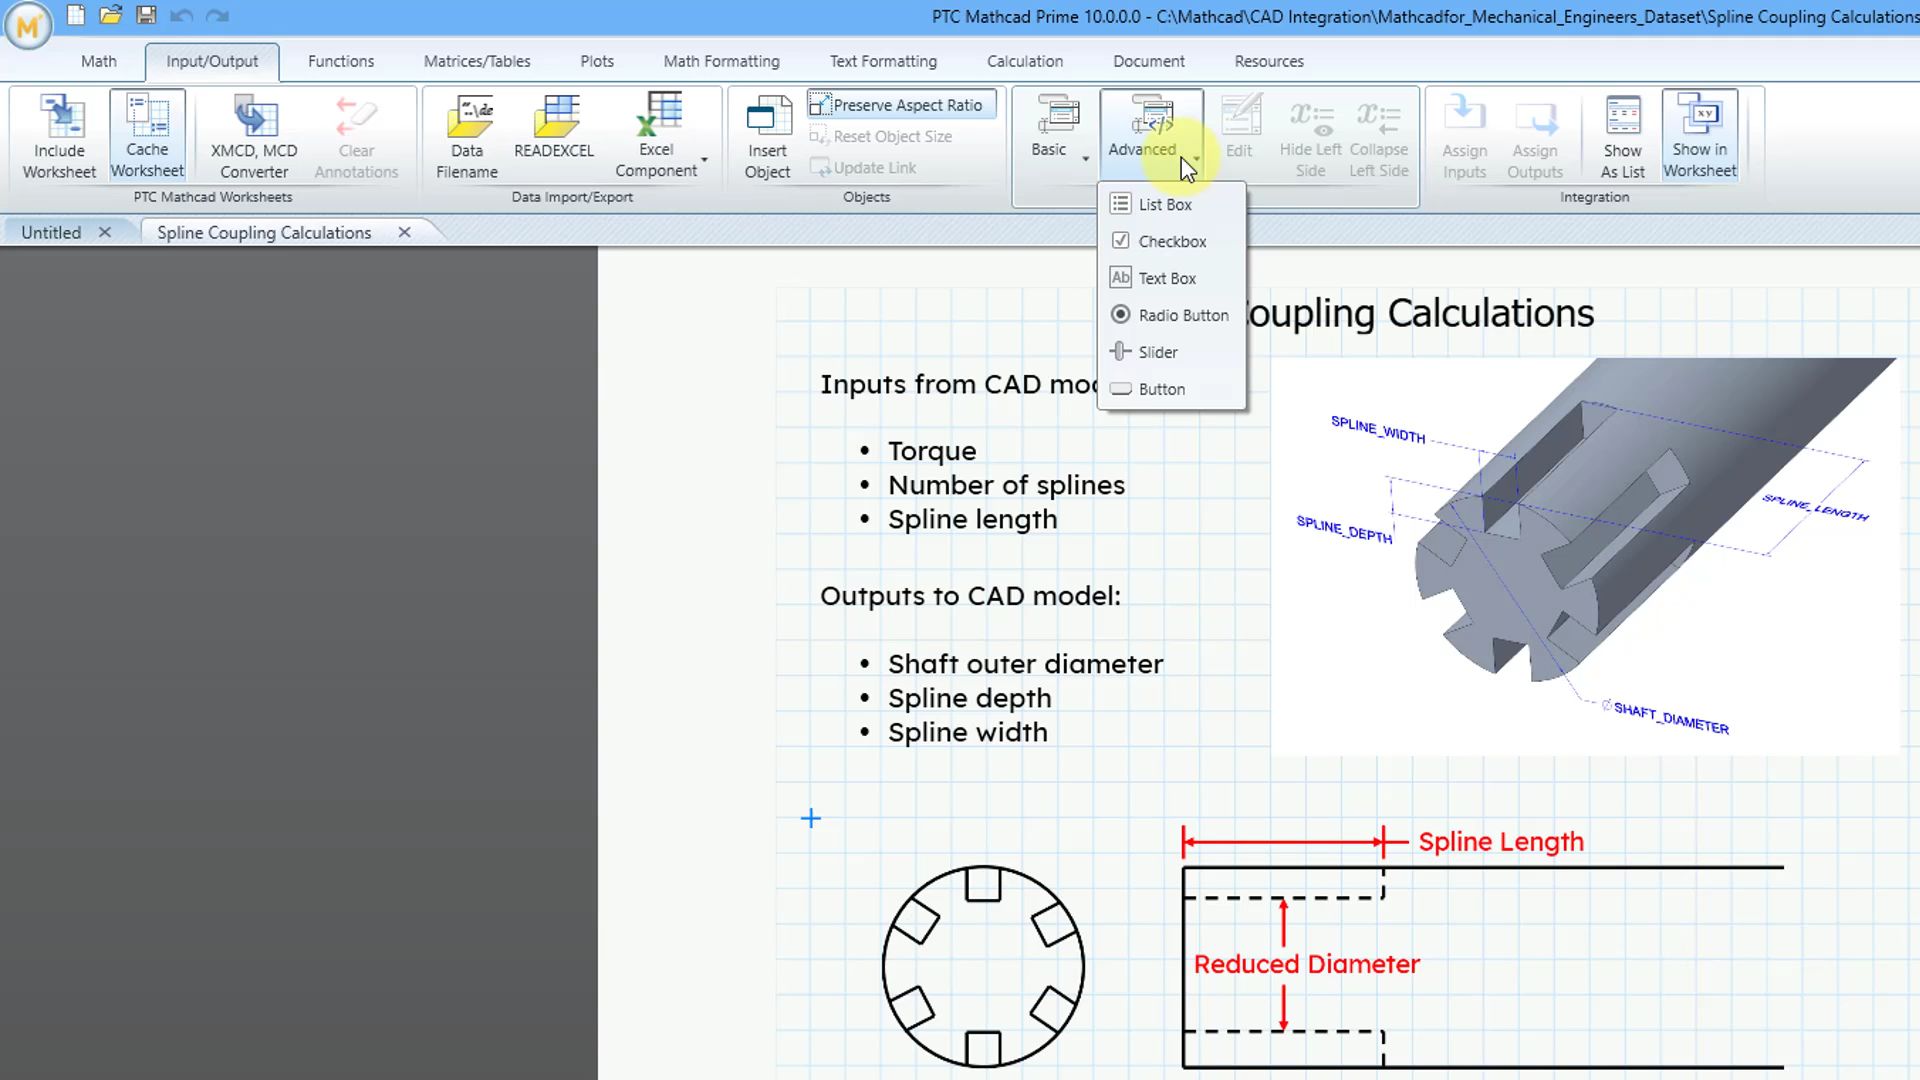 PTC Mathcad Prime 10.0.0.0 - C:\Mathcad\CAD Integration\Mathcadfor_Mechanical_Engineers_Dataset\Spline Coupling Calculations
Math Input/Output Functions Matrices/Tables Plots Math Formatting Text Formatting Calculation Document Resources
Include Worksheet
Cache Worksheet
XMCD, MCD Converter
Clear Annotations
PTC Mathcad Worksheets
Data Filename
READEXCEL
Excel Component
Data Import/Export
Insert Object
Preserve Aspect Ratio
Reset Object Size
Update Link
Objects
Basic
Advanced
Edit
Hide Left Side
Collapse Left Side
Assign Inputs
Assign Outputs
Show As List
Show in Worksheet
Integration
List Box
Checkbox
Ab Text Box
Radio Button
Slider
Button
Untitled
Spline Coupling Calculations
oupling Calculations
Inputs from CAD mo
• Torque
• Number of splines
• Spline length
Outputs to CAD model:
• Shaft outer diameter
• Spline depth
• Spline width
SPLINE_WIDTH
SPLINE_DEPTH
SPLINE_LENGTH
∅SHAFT_DIAMETER
Spline Length
Reduced Diameter